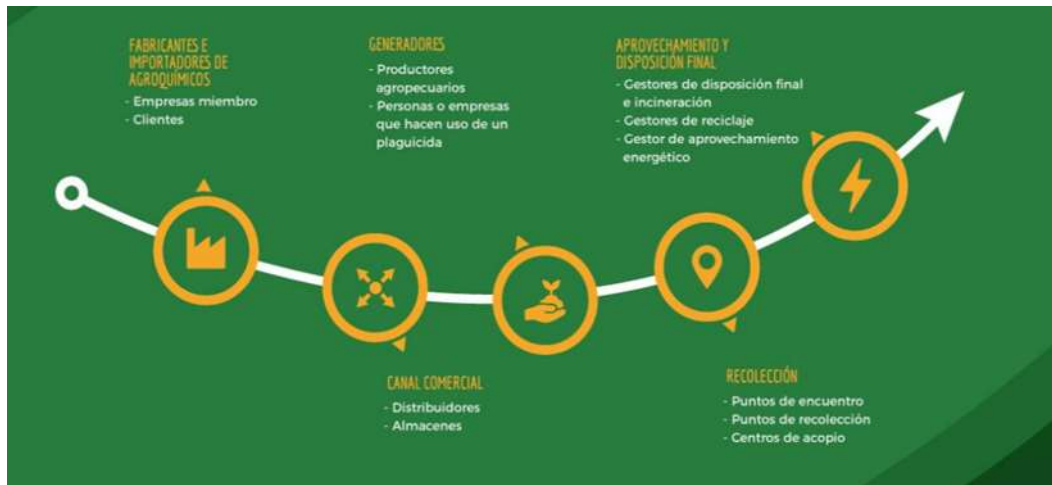 FABRICANTES E
IMPORTADORES DE
AGROQUÍMICOS
- Empresas miembro
- Clientes
CANAL COMERCIAL
- Distribuidores
- Almacenes
GENERADORES
- Productores
agropecuarios
- Personas o empresas
que hacen uso de un
plaguicida
RECOLECCIÓN
- Puntos de encuentro
- Puntos de recolección
- Centros de acopio
APROVECHAMIENTO Y
DISPOSICIÓN FINAL
- Gestores de disposición final
e incineración
- Gestores de reciclaje
- Gestor de aprovechamiento
energético